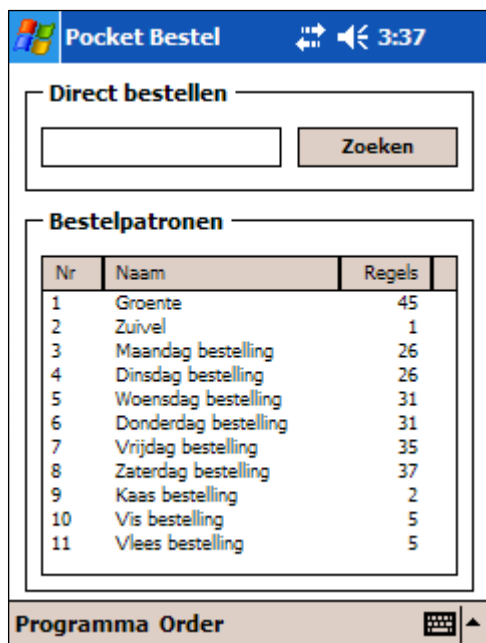 Pocket Bestel 3:37
Direct bestellen
Zoeken
Bestelpatronen
Nr Naam Regels
1 Groente 45
2 Zuivel 1
3 Maandag bestelling 26
4 Dinsdag bestelling 26
5 Woensdag bestelling 31
6 Donderdag bestelling 31
7 Vrijdag bestelling 35
8 Zaterdag bestelling 37
9 Kaas bestelling 2
10 Vis bestelling 5
11 Vlees bestelling 5
Programma Order